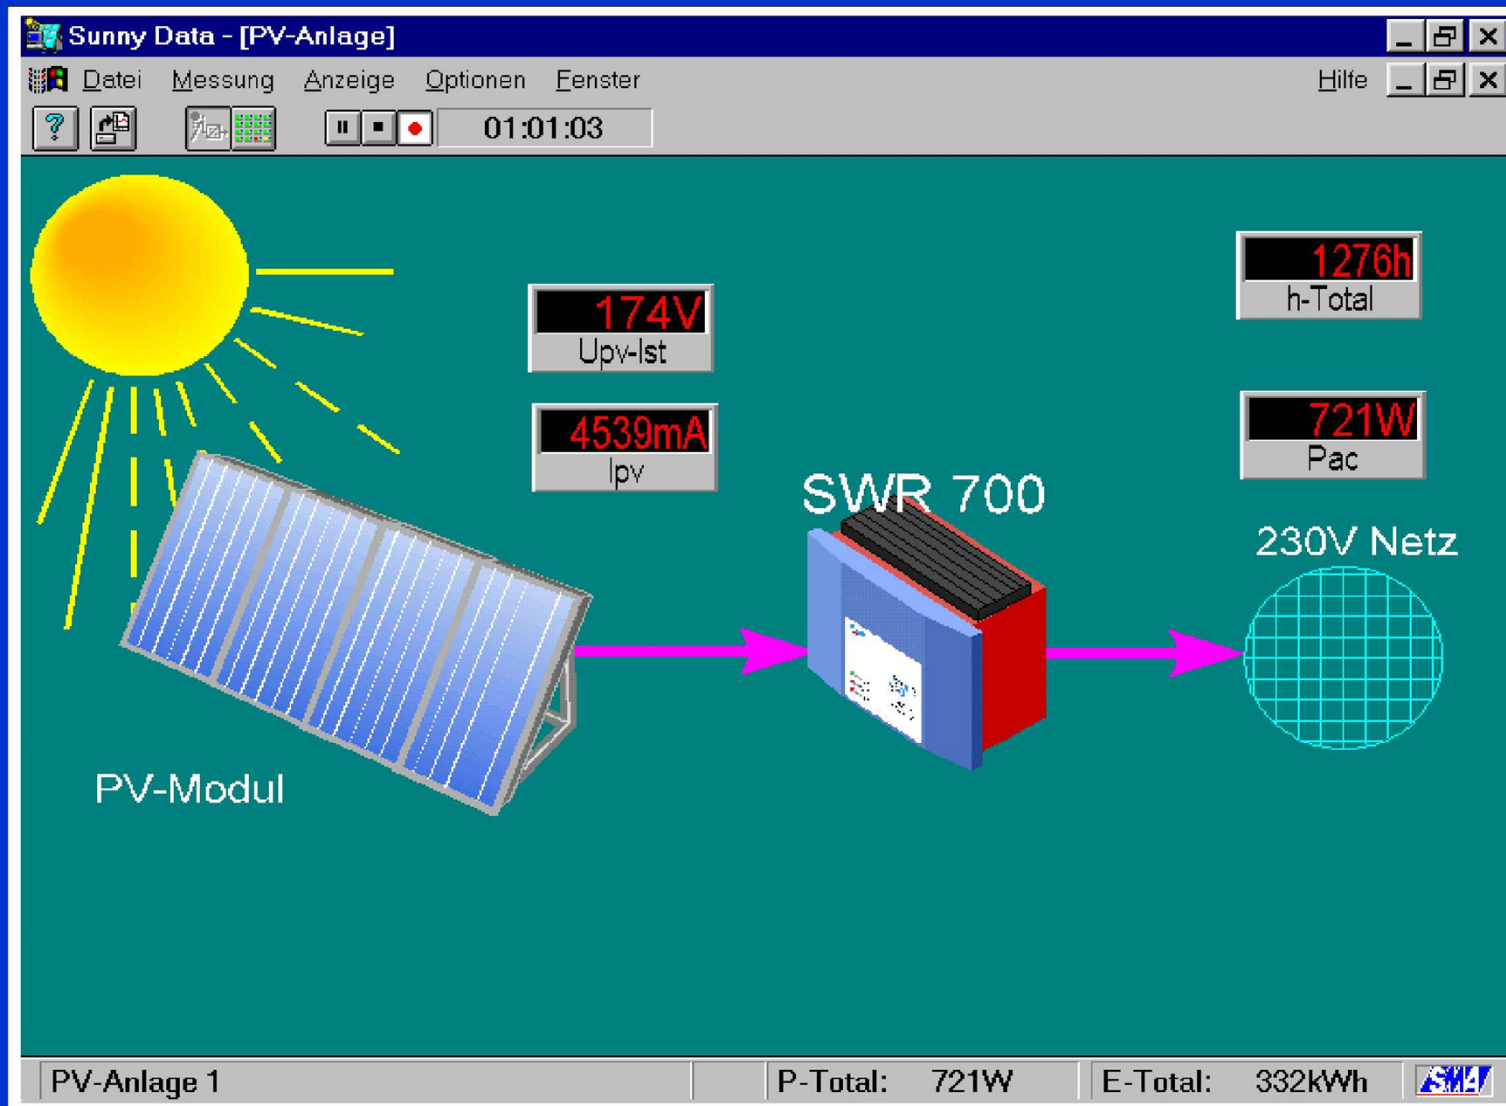 Sunny Data - [PV-Anlage]
Datei Messung Anzeige Optionen Fenster Hilfe
01:01:03
1276h
h-Total
174V
Upv-Ist
721W
Pac
4539mA
Ipv
SWR 700
230V Netz
PV-Modul
PV-Anlage 1 P-Total: 721W E-Total: 332kWh SMA